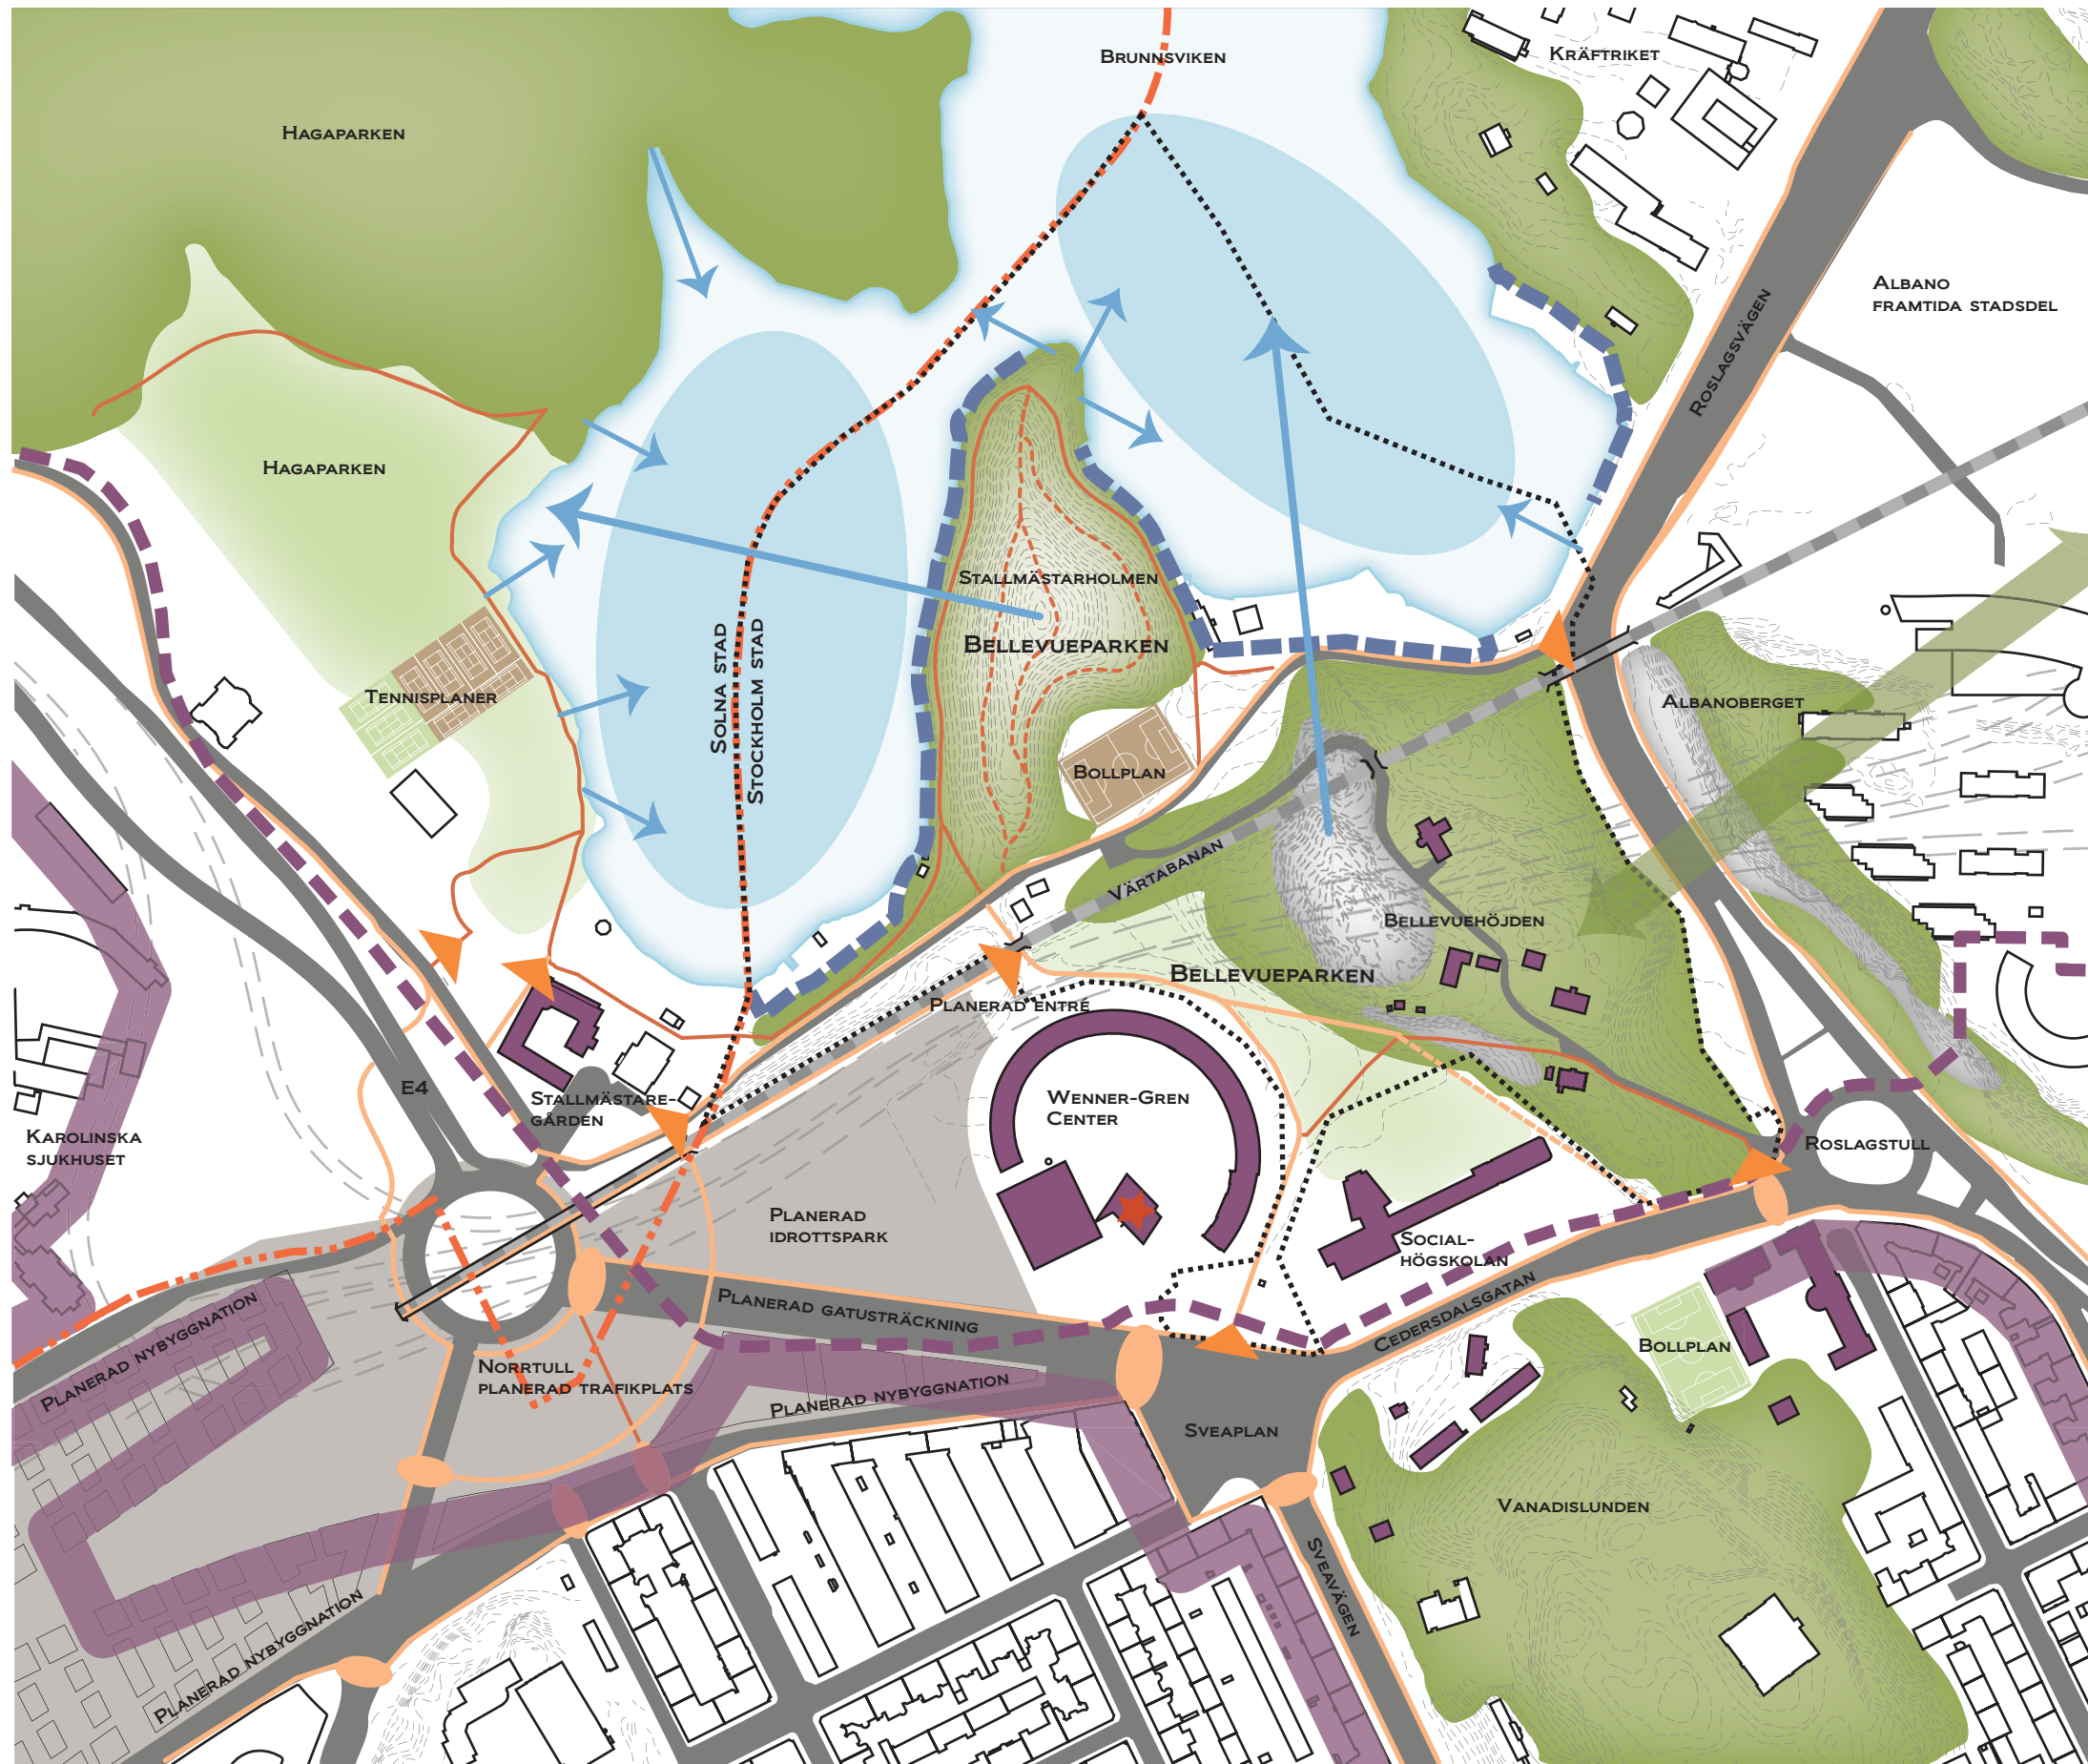 Brunnsviken
Kräftriket
Hagaparken
Albano
framtida stadsdel
Roslagsvägen
Hagaparken
Stallmästarholmen
Bellevueparken
Tennisplaner
Solna stad
Stockholm stad
Albanoberget
Bollplan
Värtabanan
Bellevuehöjden
Bellevueparken
Planerad entré
E4
Stallmästare-
gården
Wenner-Gren
Center
Karolinska
sjukhuset
Roslagstull
Planerad
idrottspark
Social-
högskolan
Planerad gatusträckning
Cedersdalsgatan
Planerad nybyggnation
Bollplan
Norrtull
planerad trafikplats
Planerad nybyggnation
Sveaplan
Vanadislunden
Sveavägen
Planerad nybyggnation